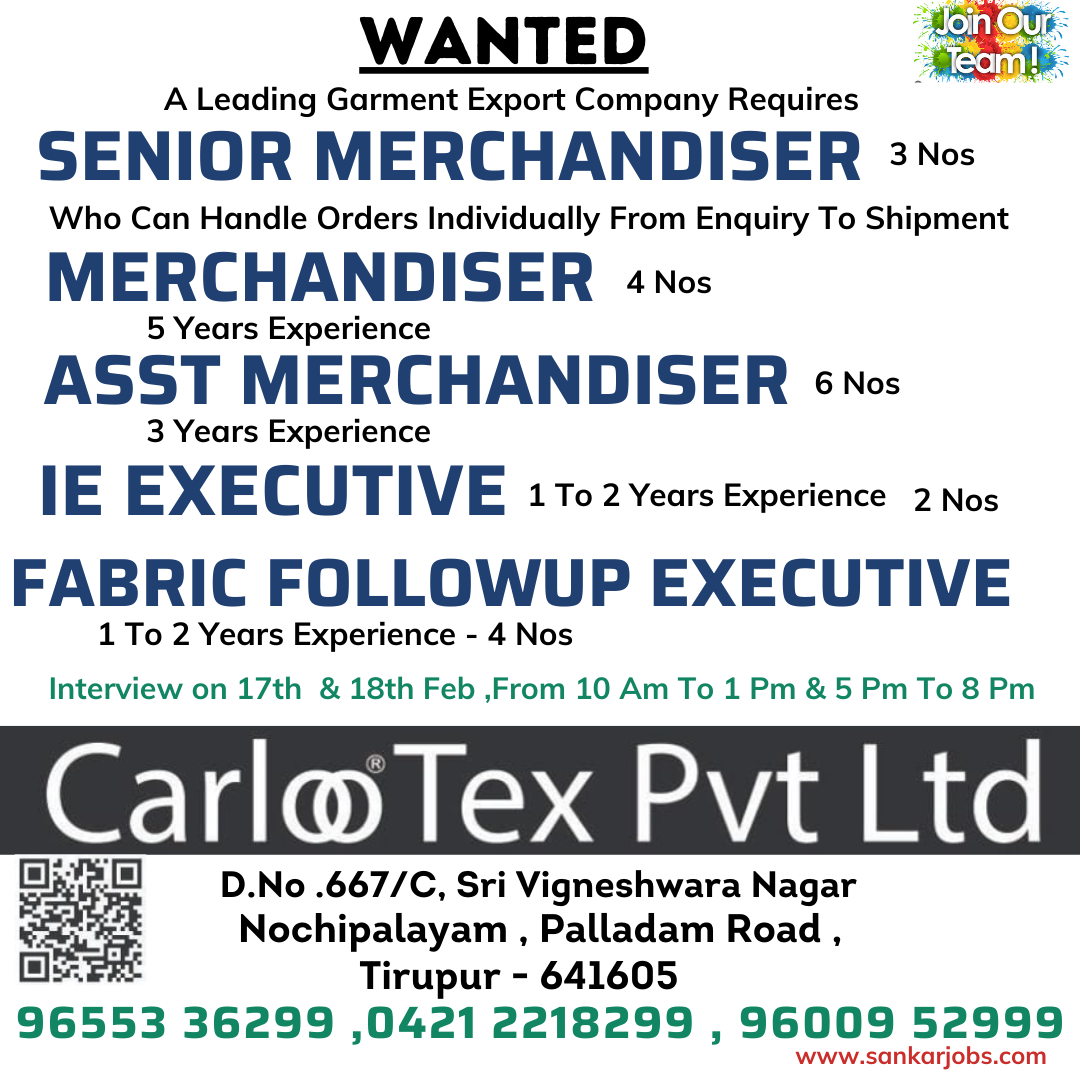 WANTED
Join Our
Team !
A Leading Garment Export Company Requires
SENIOR MERCHANDISER 3 Nos
Who Can Handle Orders Individually From Enquiry To Shipment
MERCHANDISER 4 Nos
5 Years Experience
ASST MERCHANDISER 6 Nos
3 Years Experience
IE EXECUTIVE 1 To 2 Years Experience 2 Nos
FABRIC FOLLOWUP EXECUTIVE
1 To 2 Years Experience - 4 Nos
Interview on 17th & 18th Feb ,From 10 Am To 1 Pm & 5 Pm To 8 Pm
Carloo® Tex Pvt Ltd
D.No .667/C, Sri Vigneshwara Nagar
Nochipalayam , Palladam Road ,
Tirupur - 641605
96553 36299 ,0421 2218299 , 96009 52999
www.sankarjobs.com